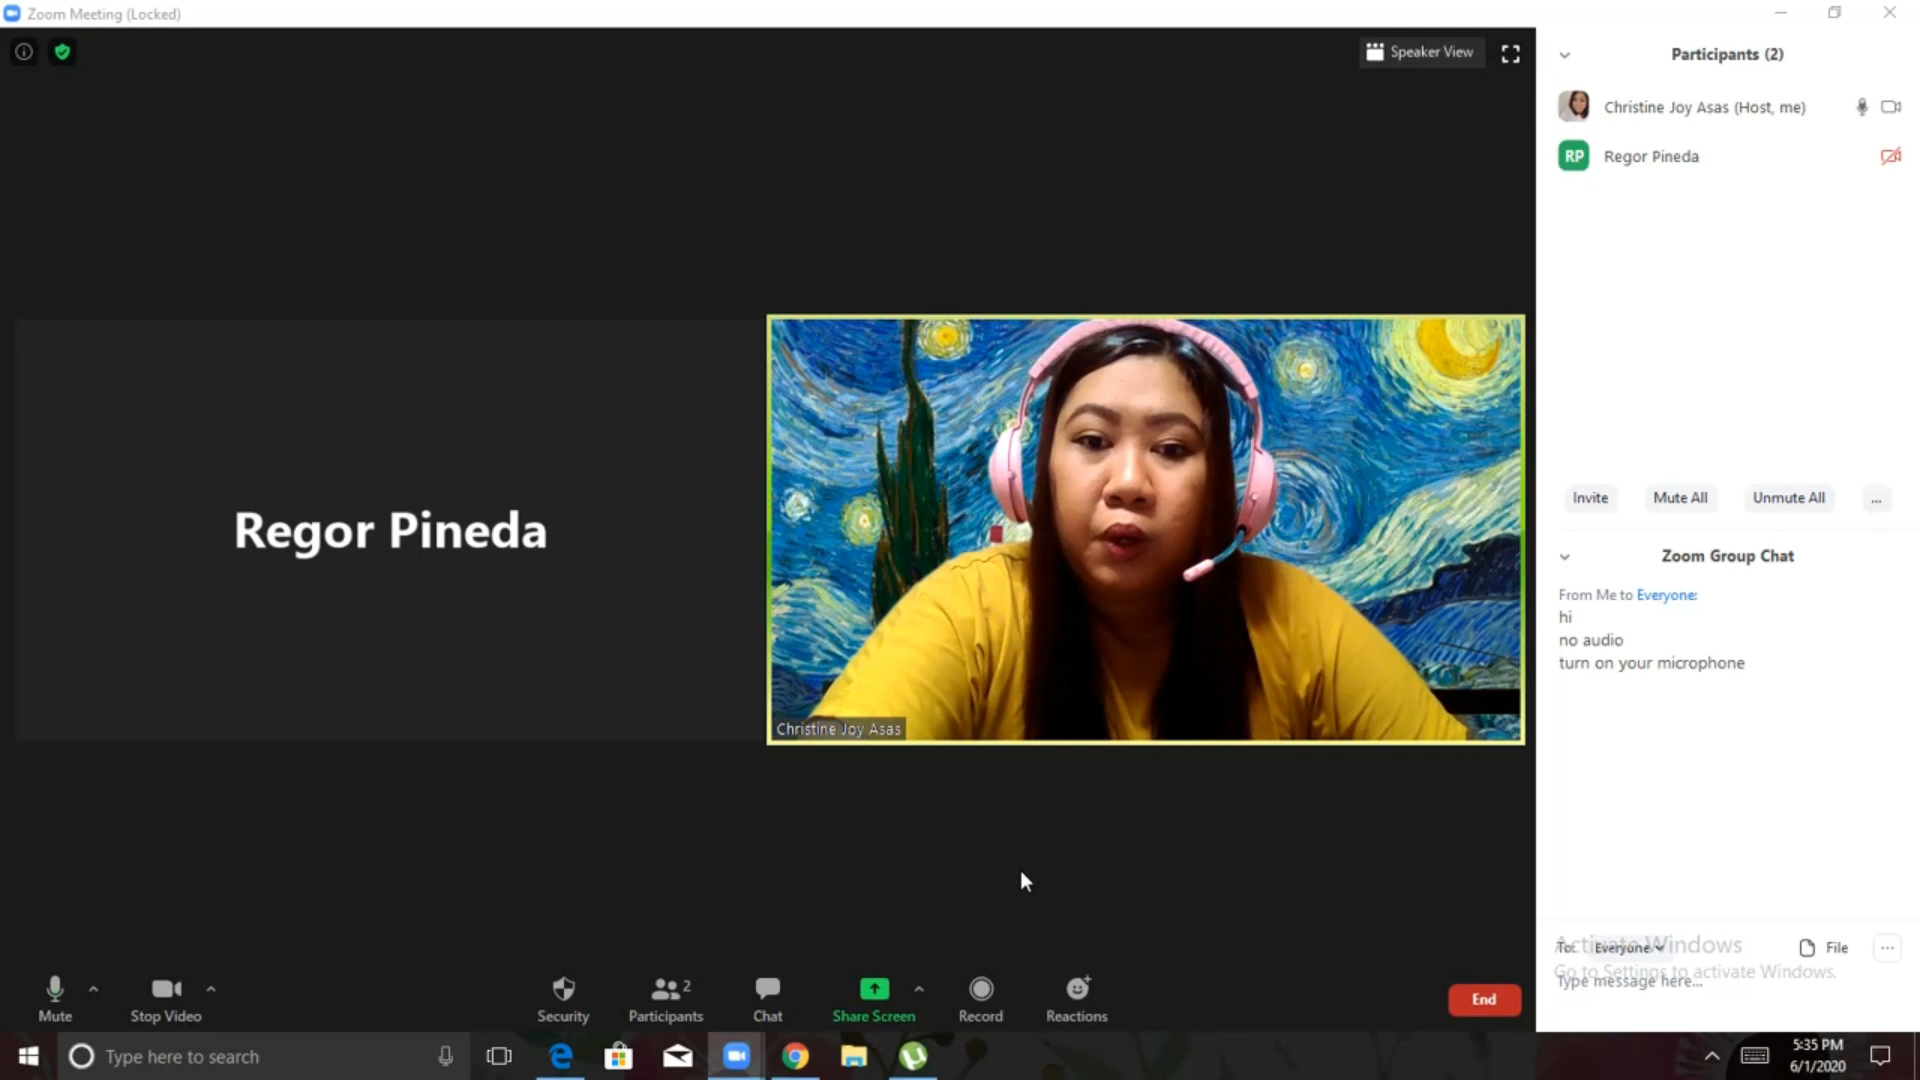 Zoom Meeting (Locked)
Speaker View
Participants (2)
Christine Joy Asas (Host, me)
RP
Regor Pineda
Regor Pineda
Christine Joy Asas
Invite
Mute All
Unmute All
...
Zoom Group Chat
From Me to Everyone:
hi
no audio
turn on your microphone
Activate Windows
To: Everyone
File
...
Go to Settings to activate Windows.
Type message here...
Mute
Stop Video
Security
2
Participants
Chat
Share Screen
Record
Reactions
End
Type here to search
5:35 PM
6/1/2020